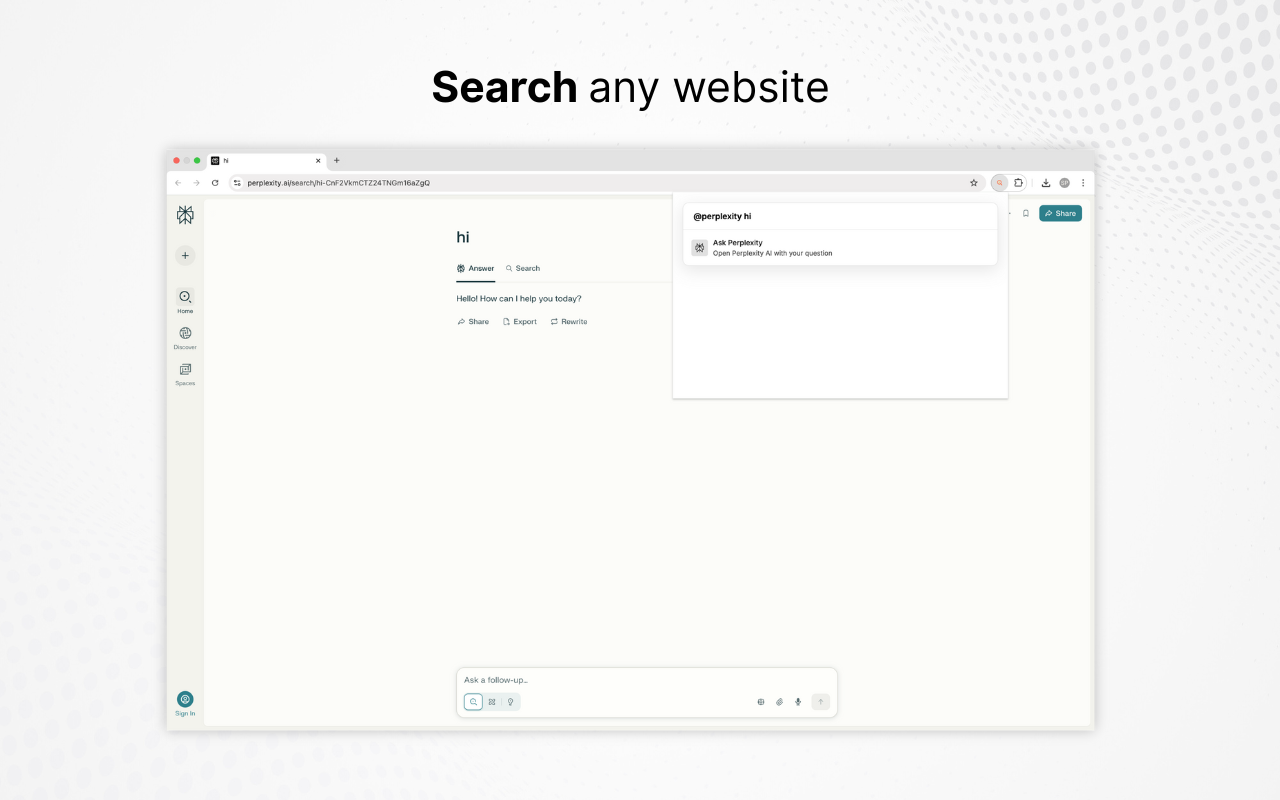 Search any website
hi
perplexity.ai/search/hi-CnF2VkmCTZ24TNGm16aZgQ
@perplexity hi
Ask Perplexity
Open Perplexity AI with your question
Share
hi
Answer
Search
Hello! How can I help you today?
Share
Export
Rewrite
Home
Discover
Spaces
Sign In
Ask a follow-up...